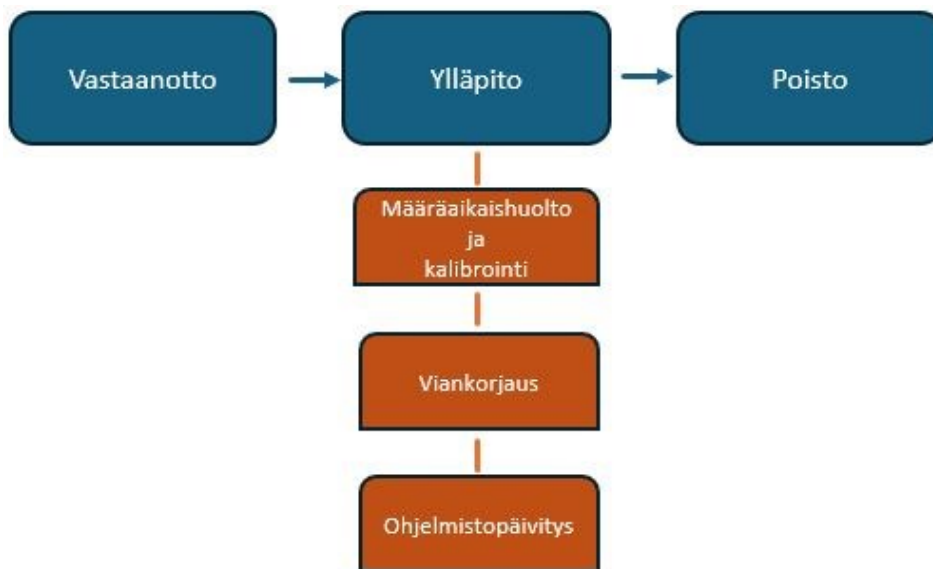 Vastaanotto
Ylläpito
Poisto
Määräaikaishuolto
ja
kalibrointi
Viankorjaus
Ohjelmistopäivitys